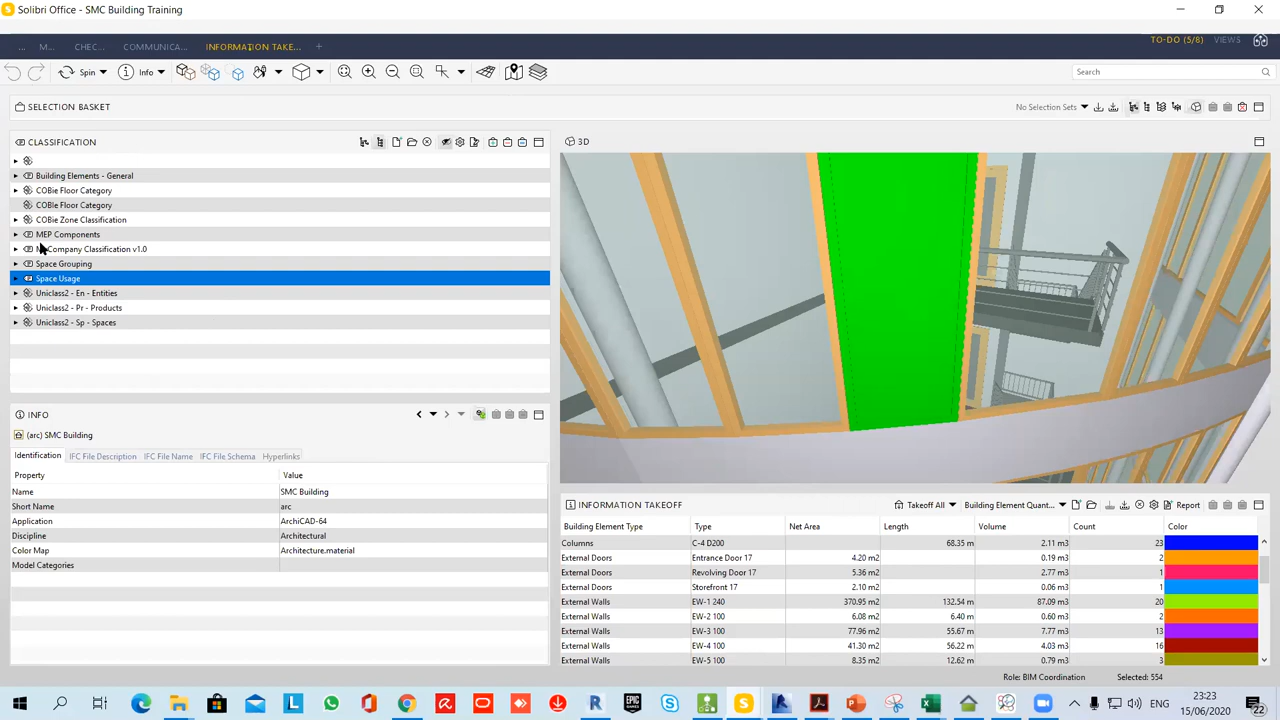 Solibri Office - SMC Building Training
... M... CHEC... COMMUNICA... INFORMATION TAKE... + TO-DO (5/8) VIEWS
Spin Info Search
SELECTION BASKET No Selection Sets
CLASSIFICATION
Building Elements - General
COBie Floor Category
COBIe Floor Category
COBie Zone Classification
MEP Components
Company Classification v1.0
Space Grouping
Space Usage
Uniclass2 - En - Entities
Uniclass2 - Pr - Products
Uniclass2 - Sp - Spaces
INFO
(arc) SMC Building
Identification IFC File Description IFC File Name IFC File Schema Hyperlinks
Property Value
Name SMC Building
Short Name arc
Application ArchiCAD-64
Discipline Architectural
Color Map Architecture.material
Model Categories
3D
INFORMATION TAKEOFF Takeoff All Building Element Quant... Report
Building Element Type Type Net Area Length Volume Count Color
Columns C-4 D200 68.35 m 2.11 m3 23
External Doors Entrance Door 17 4.20 m2 0.19 m3 2
External Doors Revolving Door 17 5.36 m2 2.77 m3 1
External Doors Storefront 17 2.10 m2 0.06 m3 1
External Walls EW-1 240 370.95 m2 132.54 m 87.09 m3 20
External Walls EW-2 100 6.08 m2 6.40 m 0.60 m3 2
External Walls EW-3 100 77.96 m2 55.67 m 7.77 m3 13
External Walls EW-4 100 41.30 m2 56.22 m 4.03 m3 16
External Walls EW-5 100 8.35 m2 12.62 m 0.79 m3 3
Role: BIM Coordination Selected: 554
ENG 23:23
15/06/2020 22